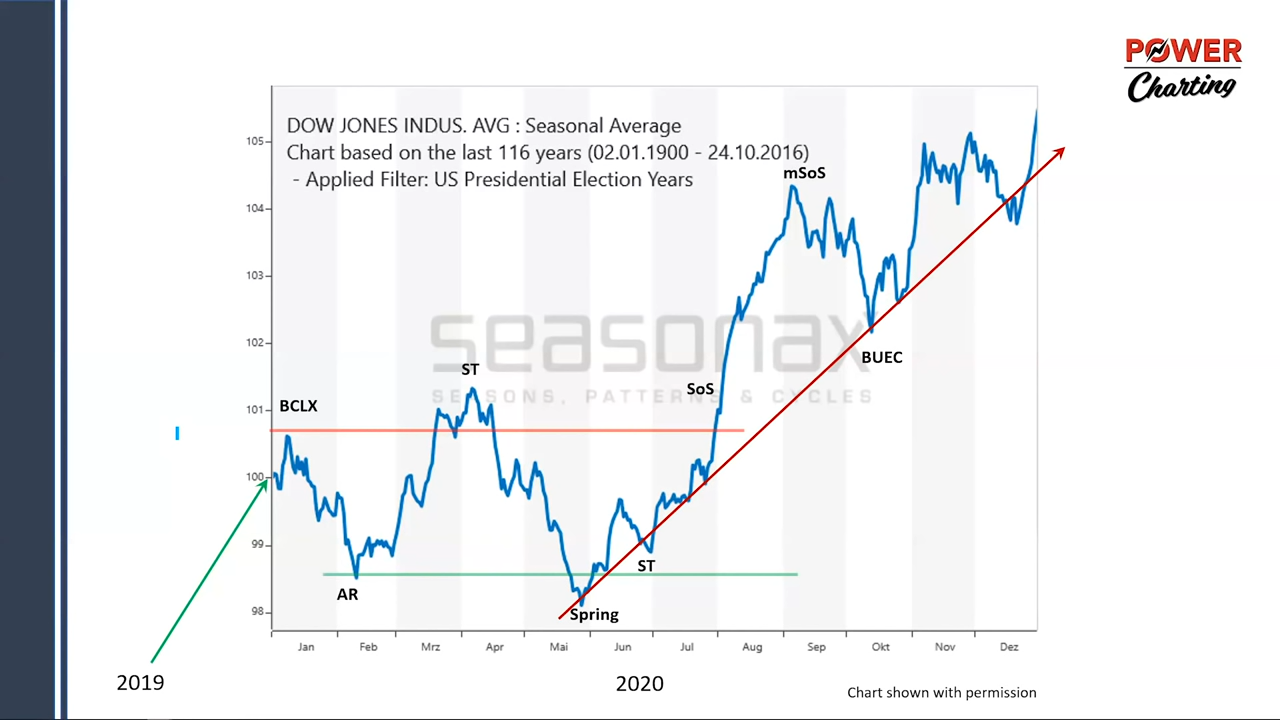 POWER
Charting
DOW JONES INDUS. AVG : Seasonal Average
Chart based on the last 116 years (02.01.1900 - 24.10.2016)
- Applied Filter: US Presidential Election Years
105
104
103
102
101
100
99
98
mSoS
seasonax
SEASONS, PATTERNS & CYCLES
BUEC
ST
SoS
BCLX
ST
AR
Spring
Jan Feb Mrz Apr Mai Jun Jul Aug Sep Okt Nov Dez
2019
2020
Chart shown with permission